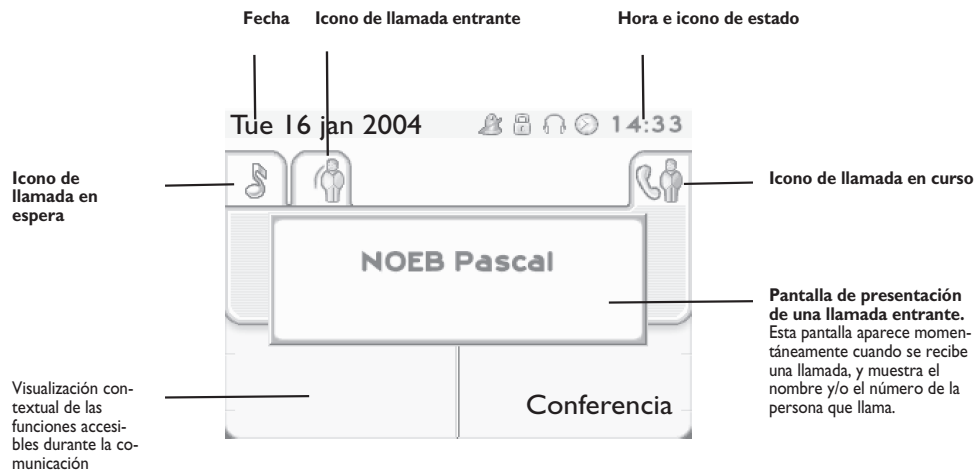 Fecha
Icono de llamada entrante
Hora e icono de estado
Tue 16 jan 2004
14:33
Icono de
llamada en
espera
Icono de llamada en curso
NOEB Pascal
Pantalla de presentación
de una llamada entrante.
Esta pantalla aparece momen-
táneamente cuando se recibe
una llamada, y muestra el
nombre y/o el número de la
persona que llama.
Visualización con-
textual de las
funciones accesi-
bles durante la co-
municación
Conferencia